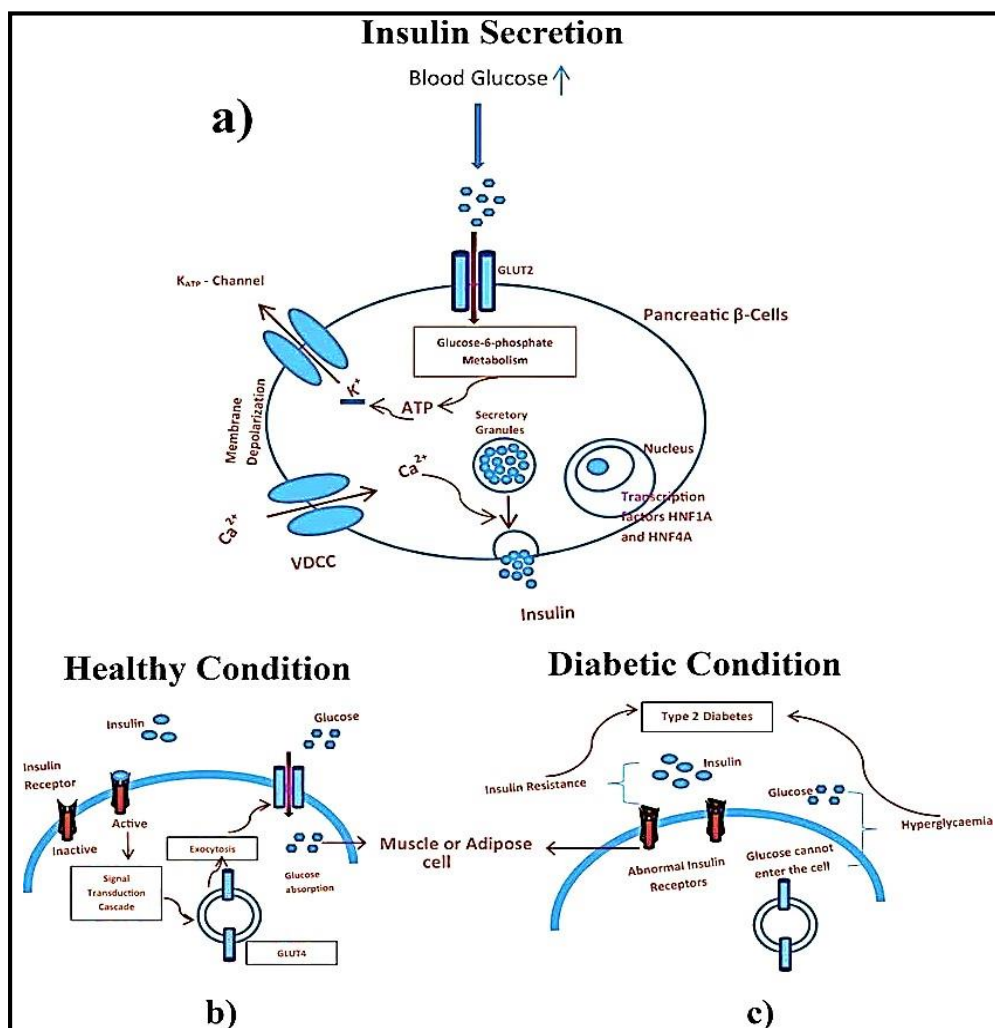 Insulin Secretion
Blood Glucose ↑
a)
GLUT2
K_ATP - Channel
Pancreatic β-Cells
Glucose-6-phosphate
Metabolism
K⁺
ATP
Membrane
Depolarization
Secretory
Granules
Nucleus
Ca²⁺
Transcription
factors HNF1A
and HNF4A
Ca²⁺
VDCC
Insulin
Healthy Condition
Insulin
Glucose
Insulin
Receptor
Active
Inactive
Exocytosis
Signal
Transduction
Cascade
Glucose
absorption
GLUT4
b)
Muscle or Adipose
cell
Diabetic Condition
Type 2 Diabetes
Insulin
Insulin Resistance
Glucose
Hyperglycaemia
Abnormal Insulin
Receptors
Glucose cannot
enter the cell
c)